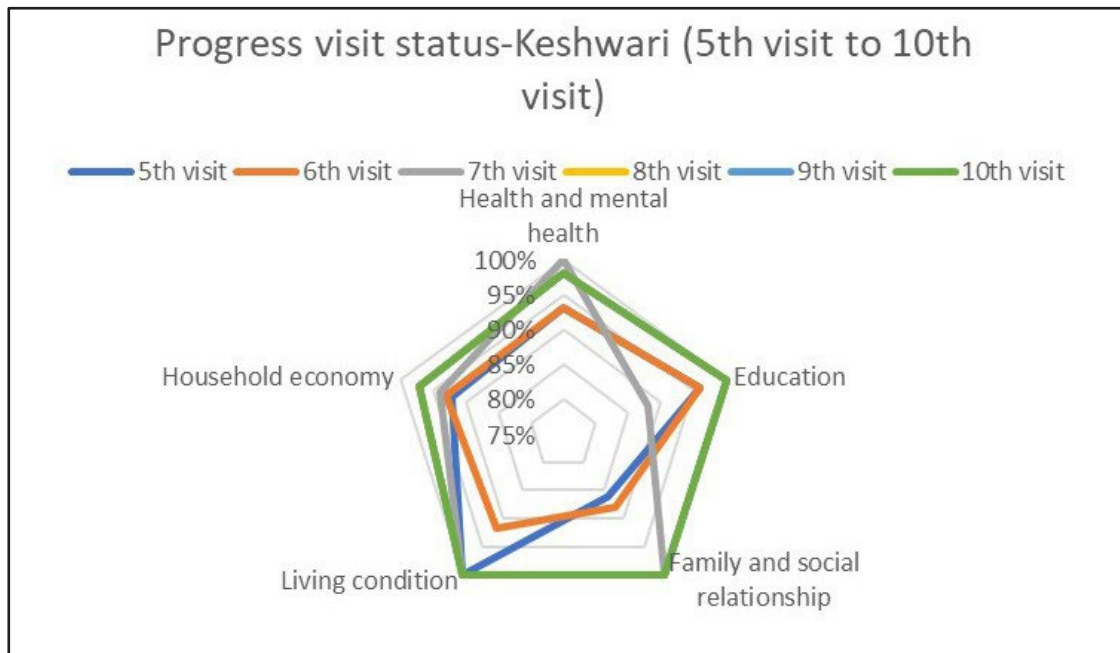 Progress visit status-Keshwari (5th visit to 10th
visit)
5th visit 6th visit 7th visit 8th visit 9th visit 10th visit
Health and mental
health
100%
95%
90%
85%
80%
75%
Household economy
Education
Living condition
Family and social
relationship